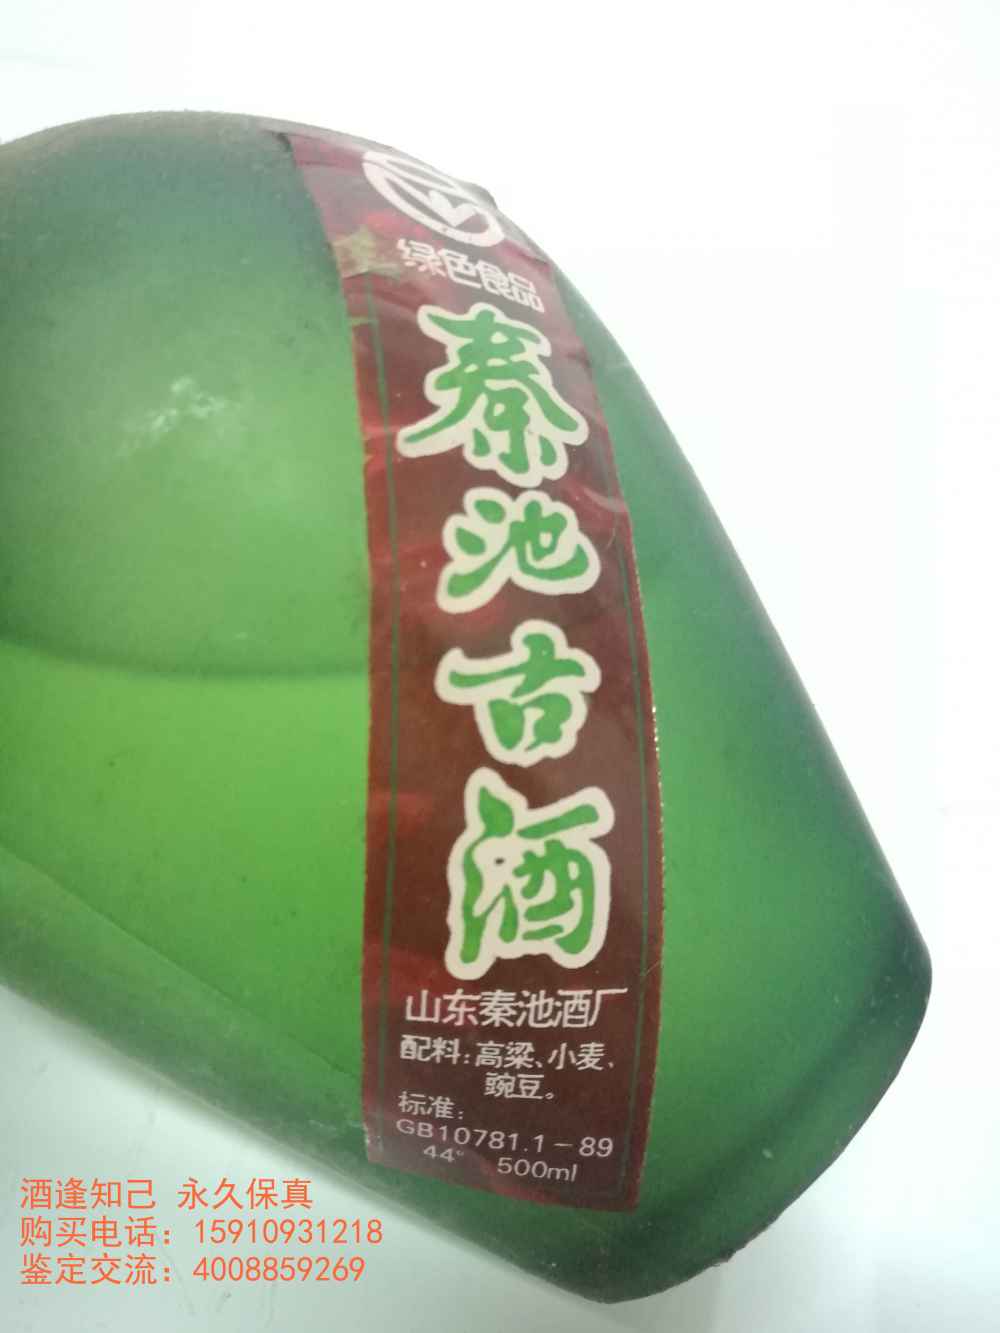 绿色食品
秦池古酒
山东秦池酒厂
配料:高粱、小麦、
豌豆。
标准:
GB10781.1-89
44° 500ml
酒逢知己 永久保真
购买电话：15910931218
鉴定交流：4008859269